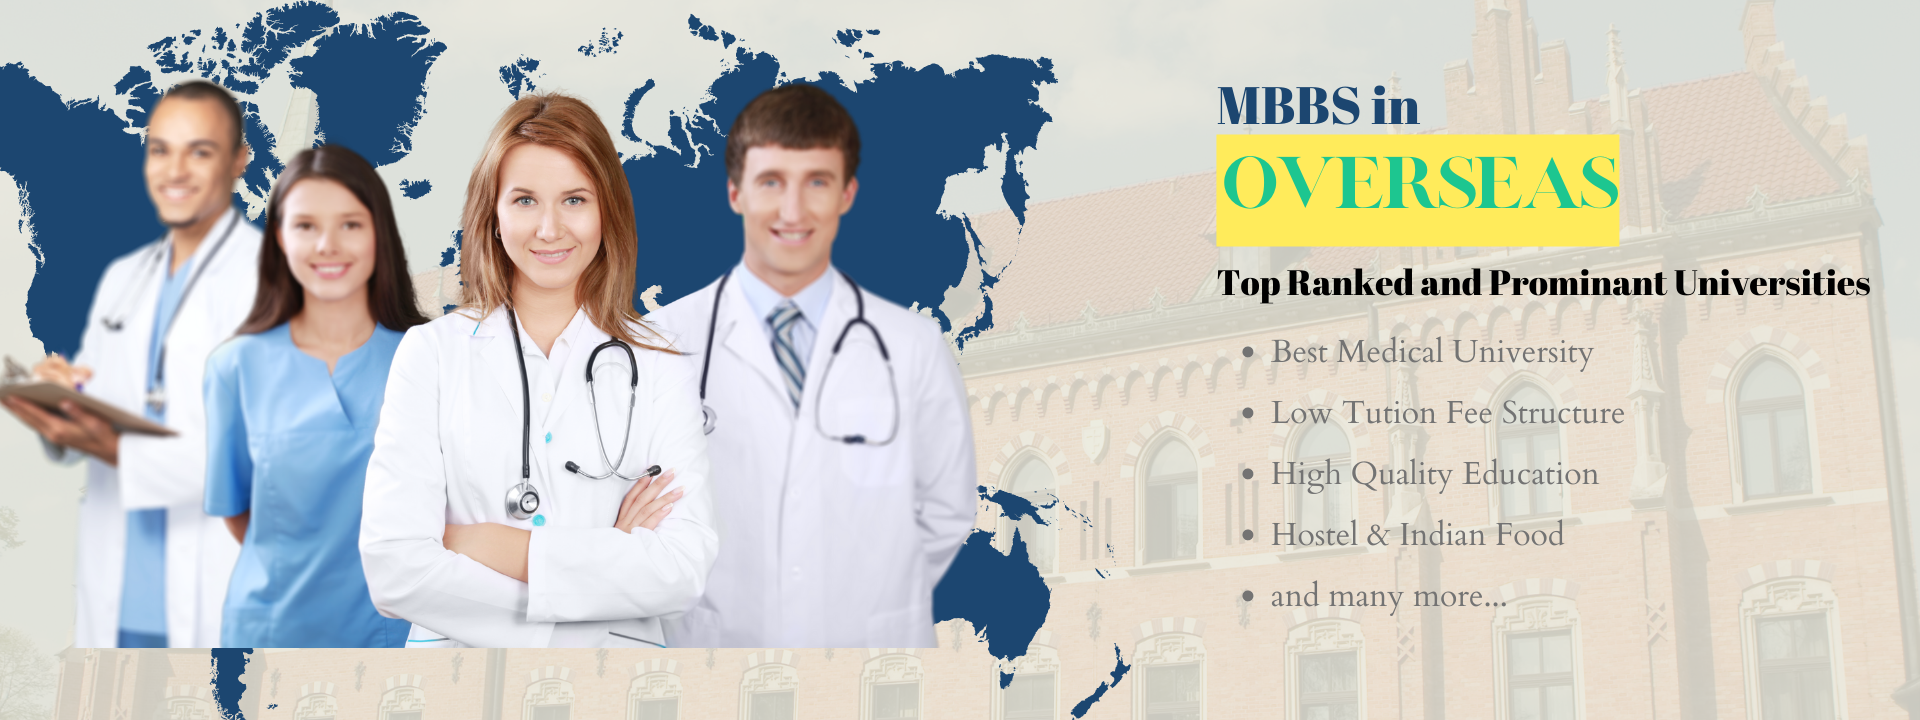 MBBS in
OVERSEAS
Top Ranked and Prominant Universities
Best Medical University
Low Tution Fee Structure
High Quality Education
Hostel & Indian Food
and many more...